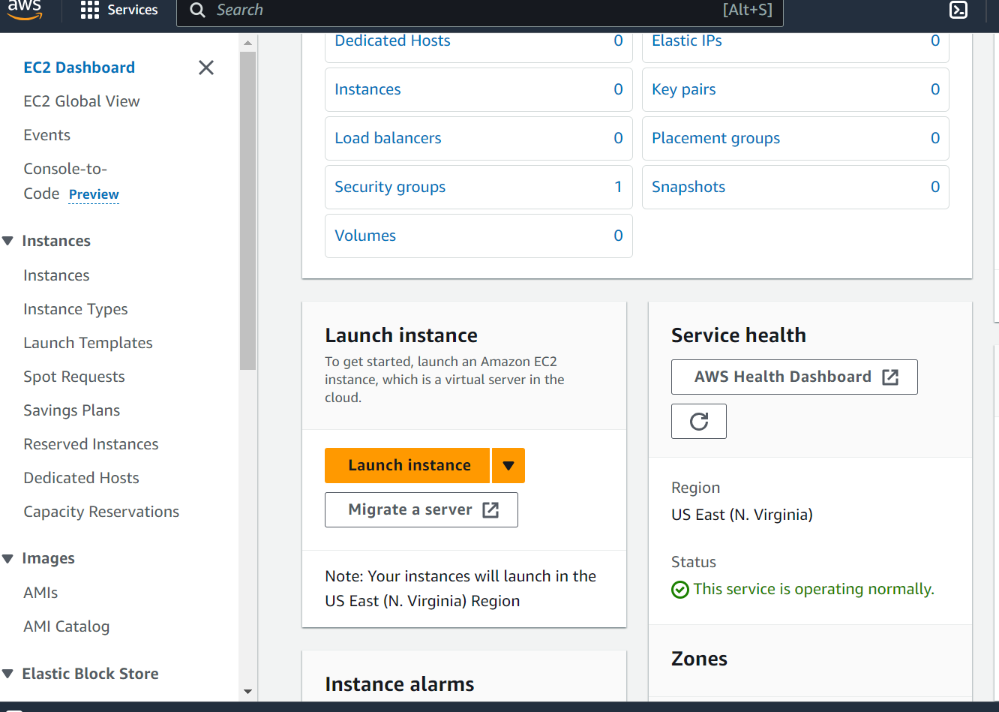 aws
Services
Search
[Alt+S]
EC2 Dashboard
EC2 Global View
Events
Console-to-
Code Preview
Instances
Instances
Instance Types
Launch Templates
Spot Requests
Savings Plans
Reserved Instances
Dedicated Hosts
Capacity Reservations
Images
AMIs
AMI Catalog
Elastic Block Store
Dedicated Hosts 0
Elastic IPs 0
Instances 0
Key pairs 0
Load balancers 0
Placement groups 0
Security groups 1
Snapshots 0
Volumes 0
Launch instance
To get started, launch an Amazon EC2
instance, which is a virtual server in the
cloud.
Launch instance
Migrate a server
Note: Your instances will launch in the
US East (N. Virginia) Region
Instance alarms
Service health
AWS Health Dashboard
Region
US East (N. Virginia)
Status
This service is operating normally.
Zones